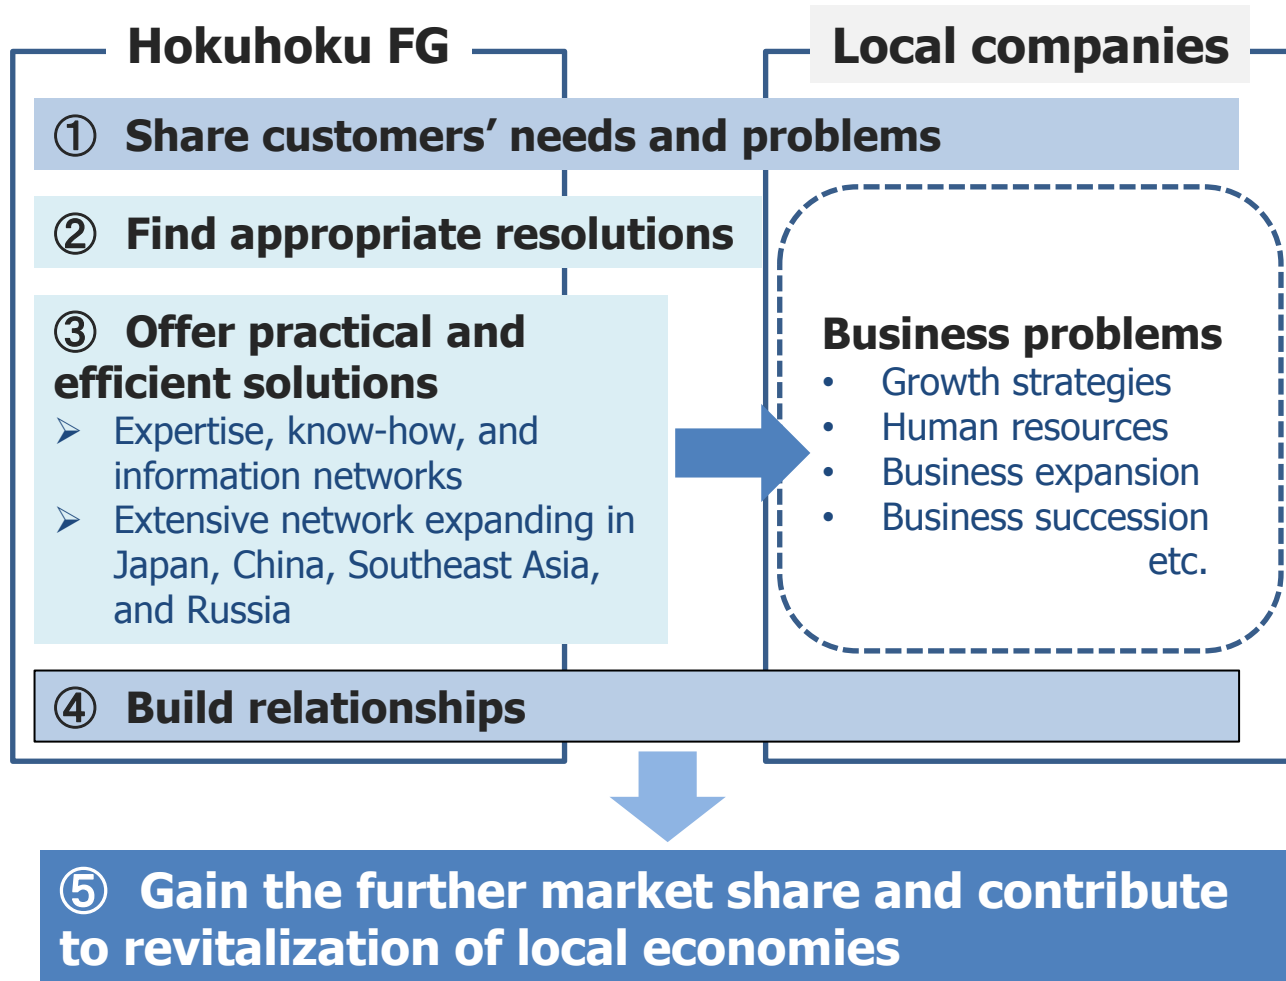 Hokuhoku FG
Local companies
① Share customers’ needs and problems
② Find appropriate resolutions
③ Offer practical and
efficient solutions
➢ Expertise, know-how, and
information networks
➢ Extensive network expanding in
Japan, China, Southeast Asia,
and Russia
Business problems
• Growth strategies
• Human resources
• Business expansion
• Business succession
etc.
④ Build relationships
⑤ Gain the further market share and contribute
to revitalization of local economies